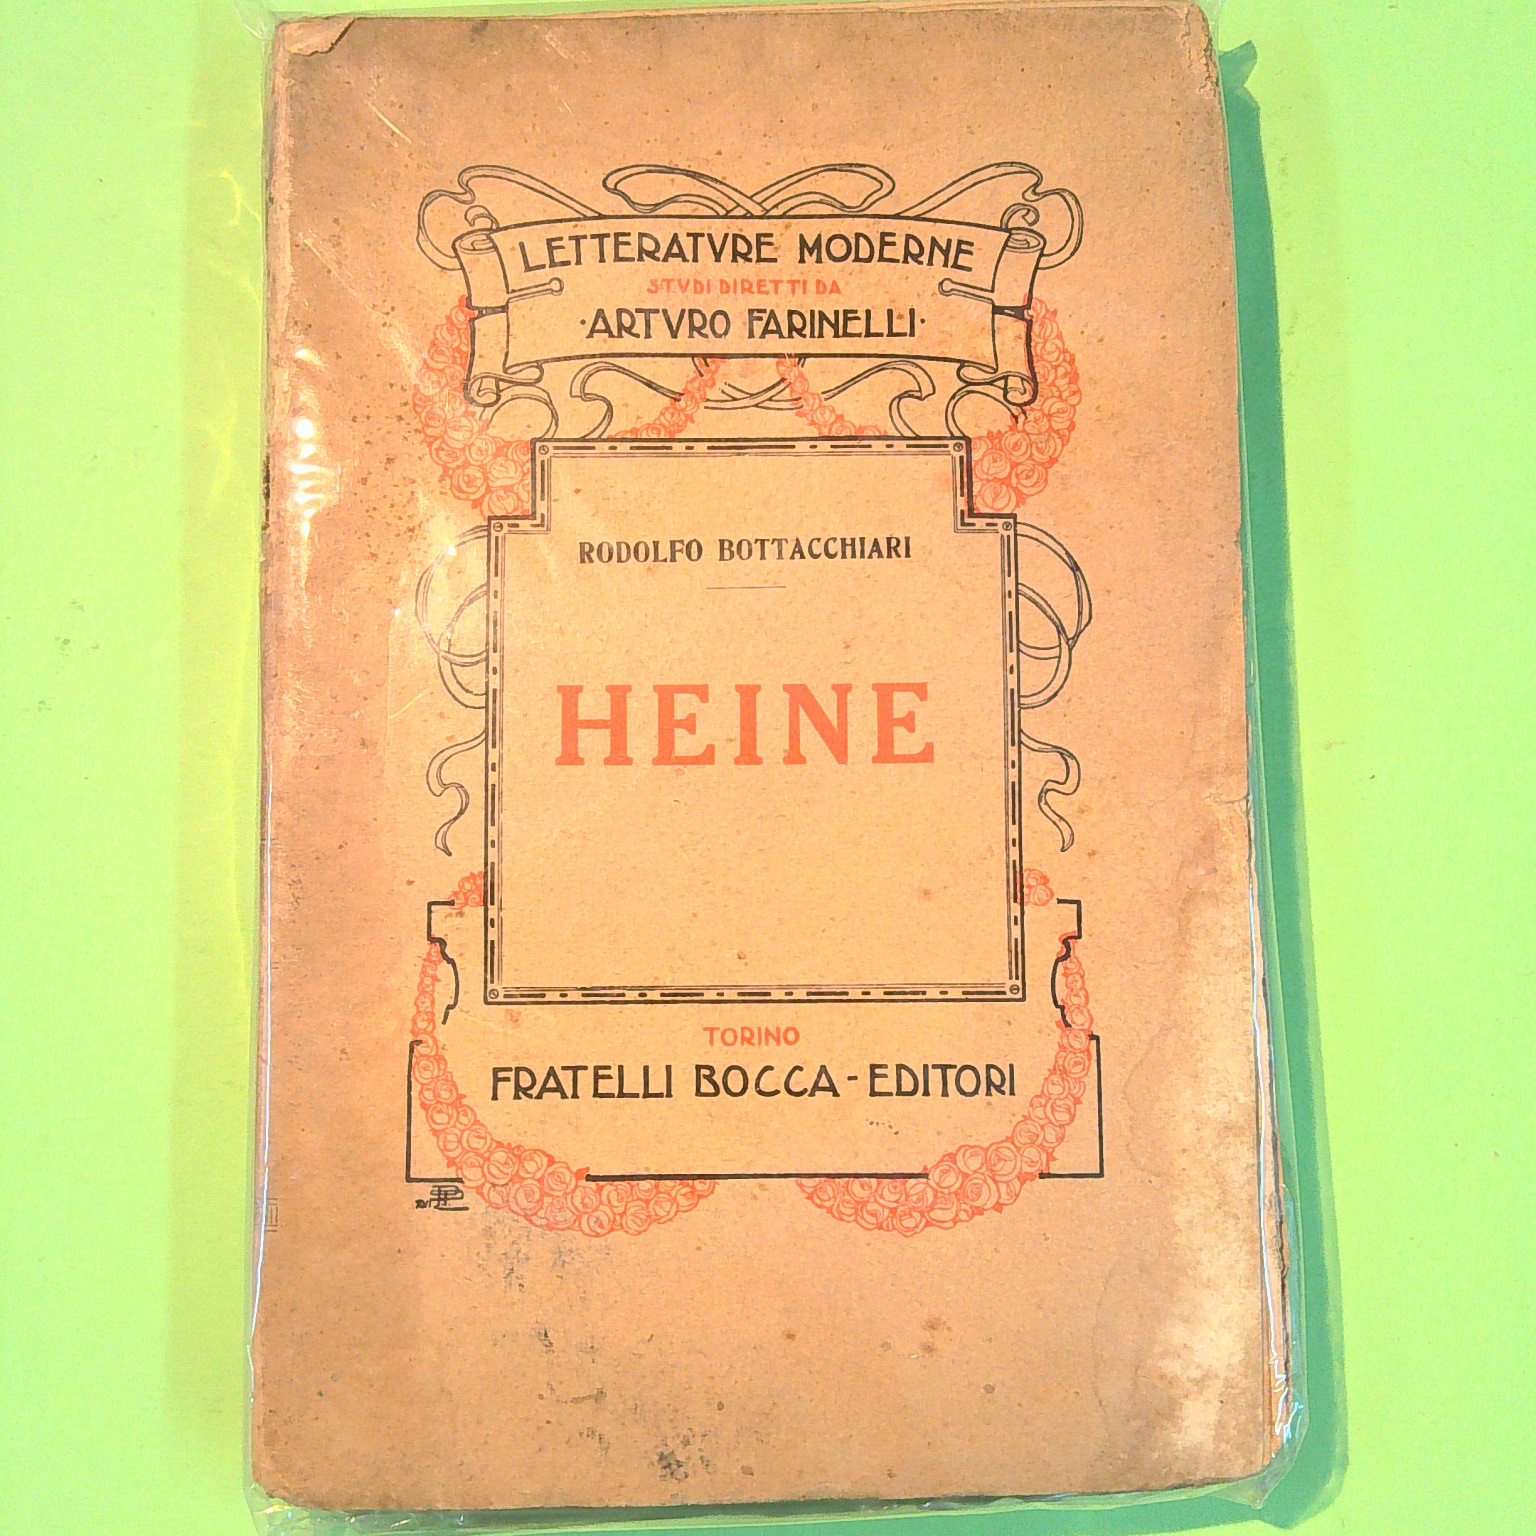 LETTERATVRE MODERNE
STVDI DIRETTI DA
·ARTVRO FARINELLI·
RODOLFO BOTTACCHIARI
HEINE
TORINO
FRATELLI BOCCA-EDITORI